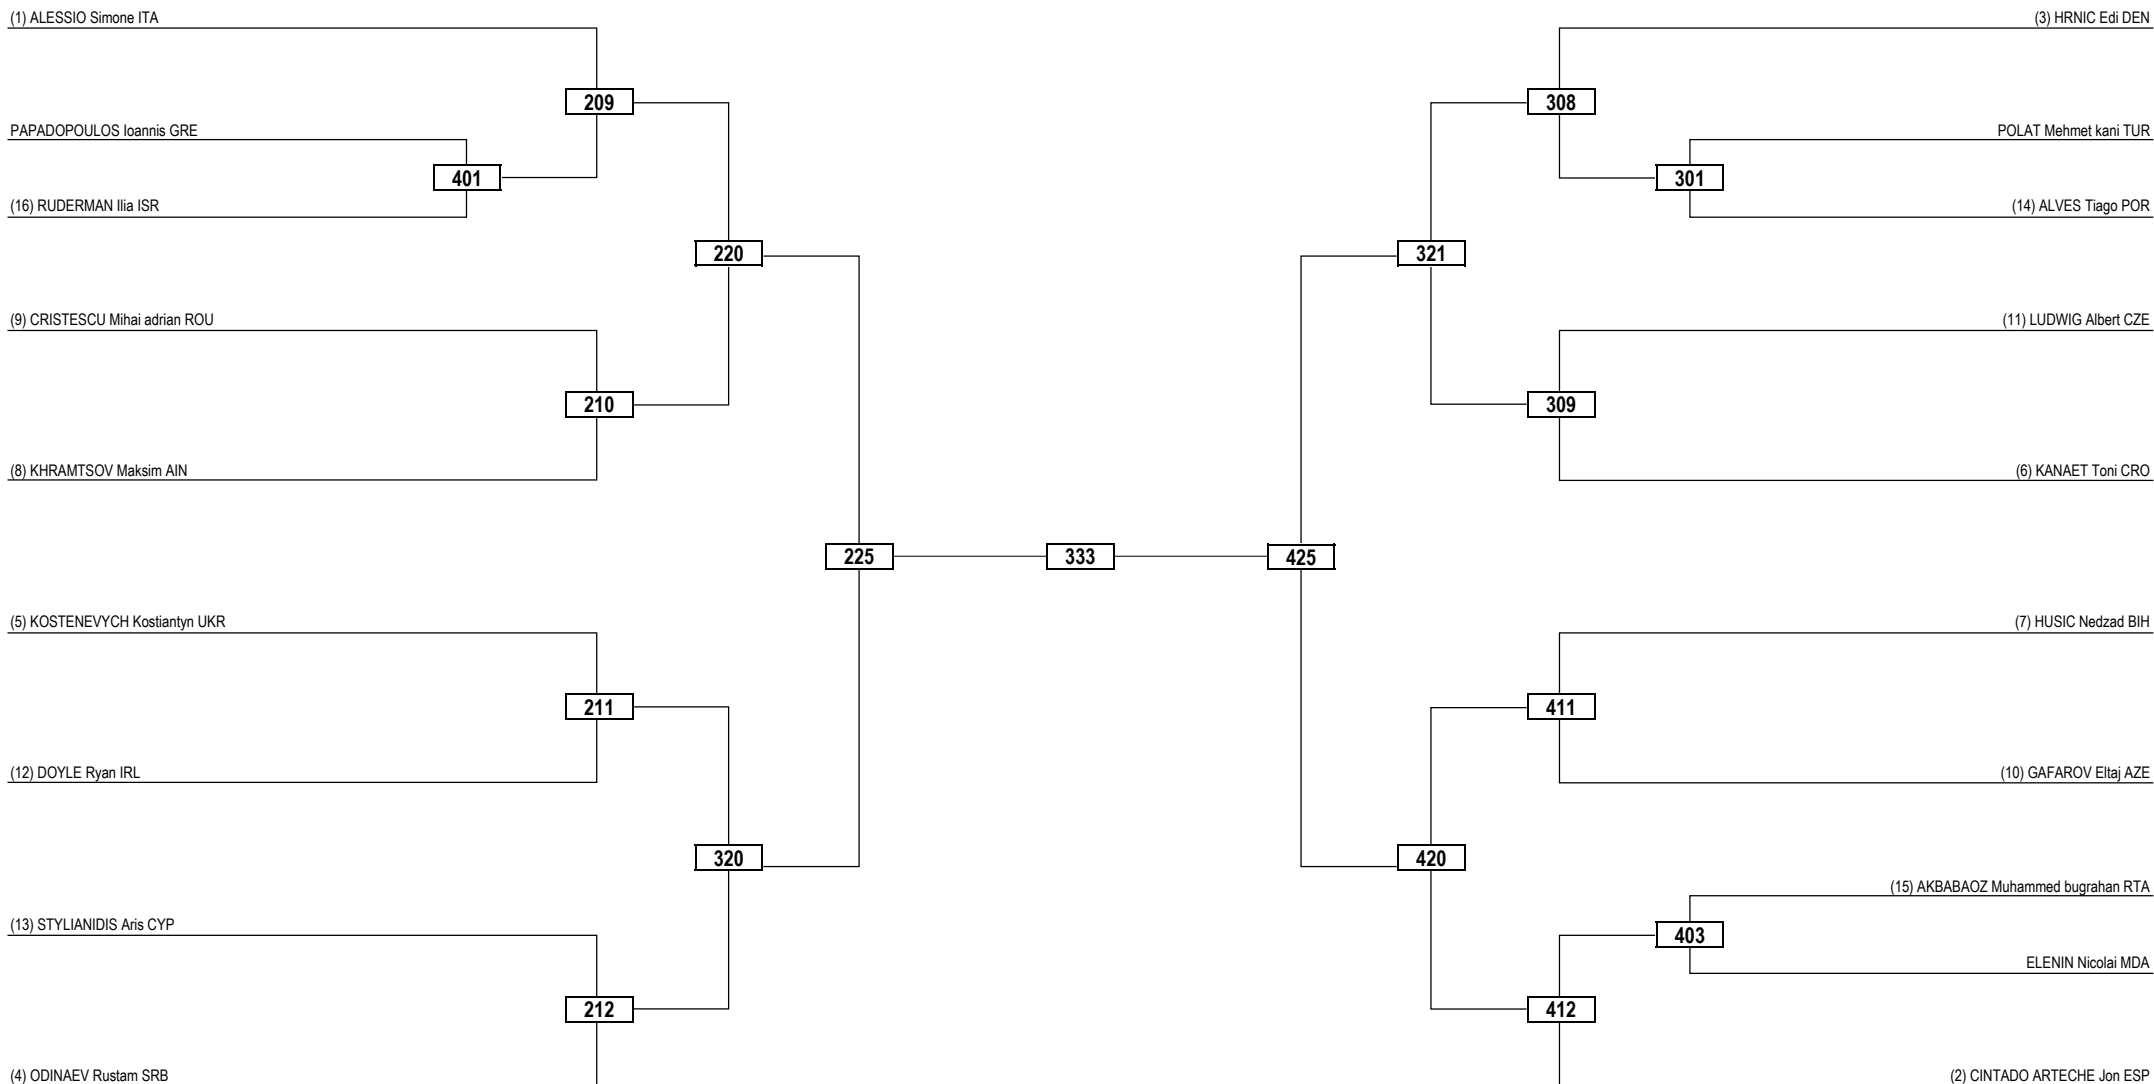 (1) ALESSIO Simone ITA
(3) HRNIC Edi DEN
209
308
PAPADOPOULOS Ioannis GRE
POLAT Mehmet kani TUR
401
301
(16) RUDERMAN Ilia ISR
(14) ALVES Tiago POR
220
321
(9) CRISTESCU Mihai adrian ROU
(11) LUDWIG Albert CZE
210
309
(8) KHRAMTSOV Maksim AIN
(6) KANAET Toni CRO
225
333
425
(5) KOSTENEVYCH Kostiantyn UKR
(7) HUSIC Nedzad BIH
211
411
(12) DOYLE Ryan IRL
(10) GAFAROV Eltaj AZE
320
420
(15) AKBABAOZ Muhammed bugrahan RTA
(13) STYLIANIDIS Aris CYP
403
ELENIN Nicolai MDA
212
412
(4) ODINAEV Rustam SRB
(2) CINTADO ARTECHE Jon ESP